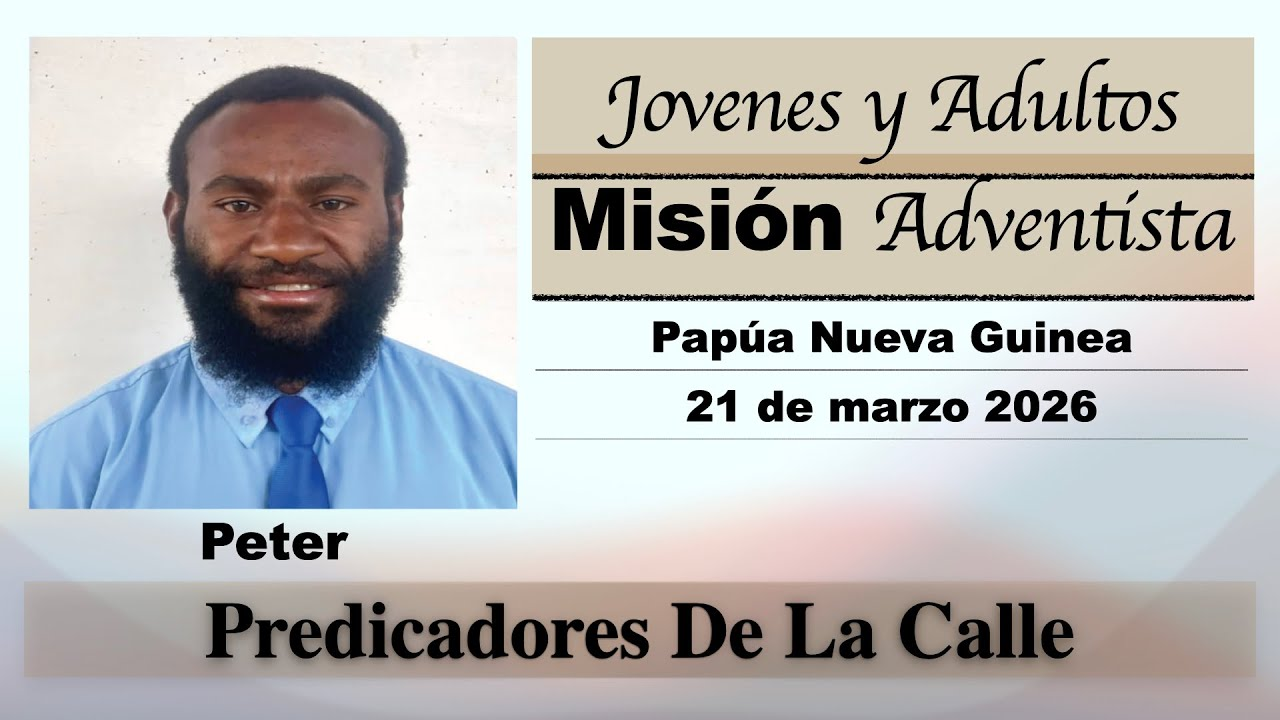 Jovenes y Adultos
Misión Adventista
Papúa Nueva Guinea
21 de marzo 2026
Peter
Predicadores De La Calle